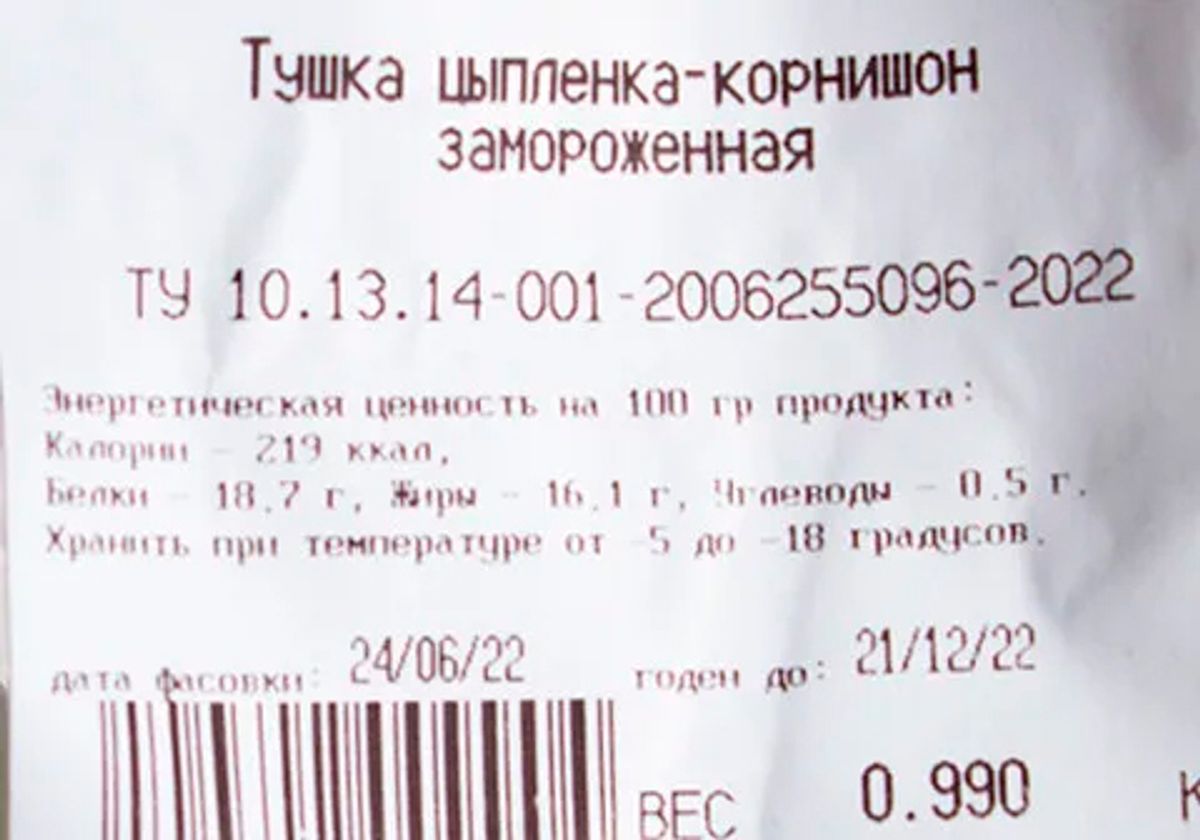 Тушка цыпленка-корнишон
замороженная
ТУ 10.13.14-001-2006255096-2022
Энергетическая ценность на 100 гр продукта:
Калории - 219 ккал,
Белки - 18.7 г, Жиры - 16.1 г, Углеводы - 0.5 г.
Хранить при температуре от -5 до -18 градусов.
дата фасовки: 24/06/22 годен до: 21/12/22
ВЕС 0.990 К